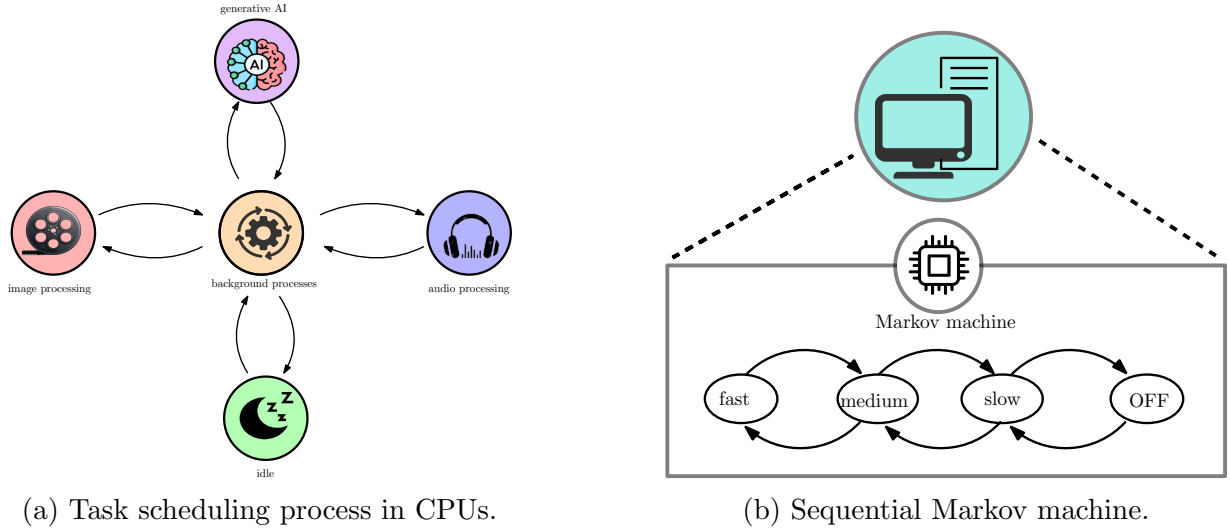 generative AI
AI
image processing
background processes
audio processing
z z z
idle
(a) Task scheduling process in CPUs.
Markov machine
fast
medium
slow
OFF
(b) Sequential Markov machine.